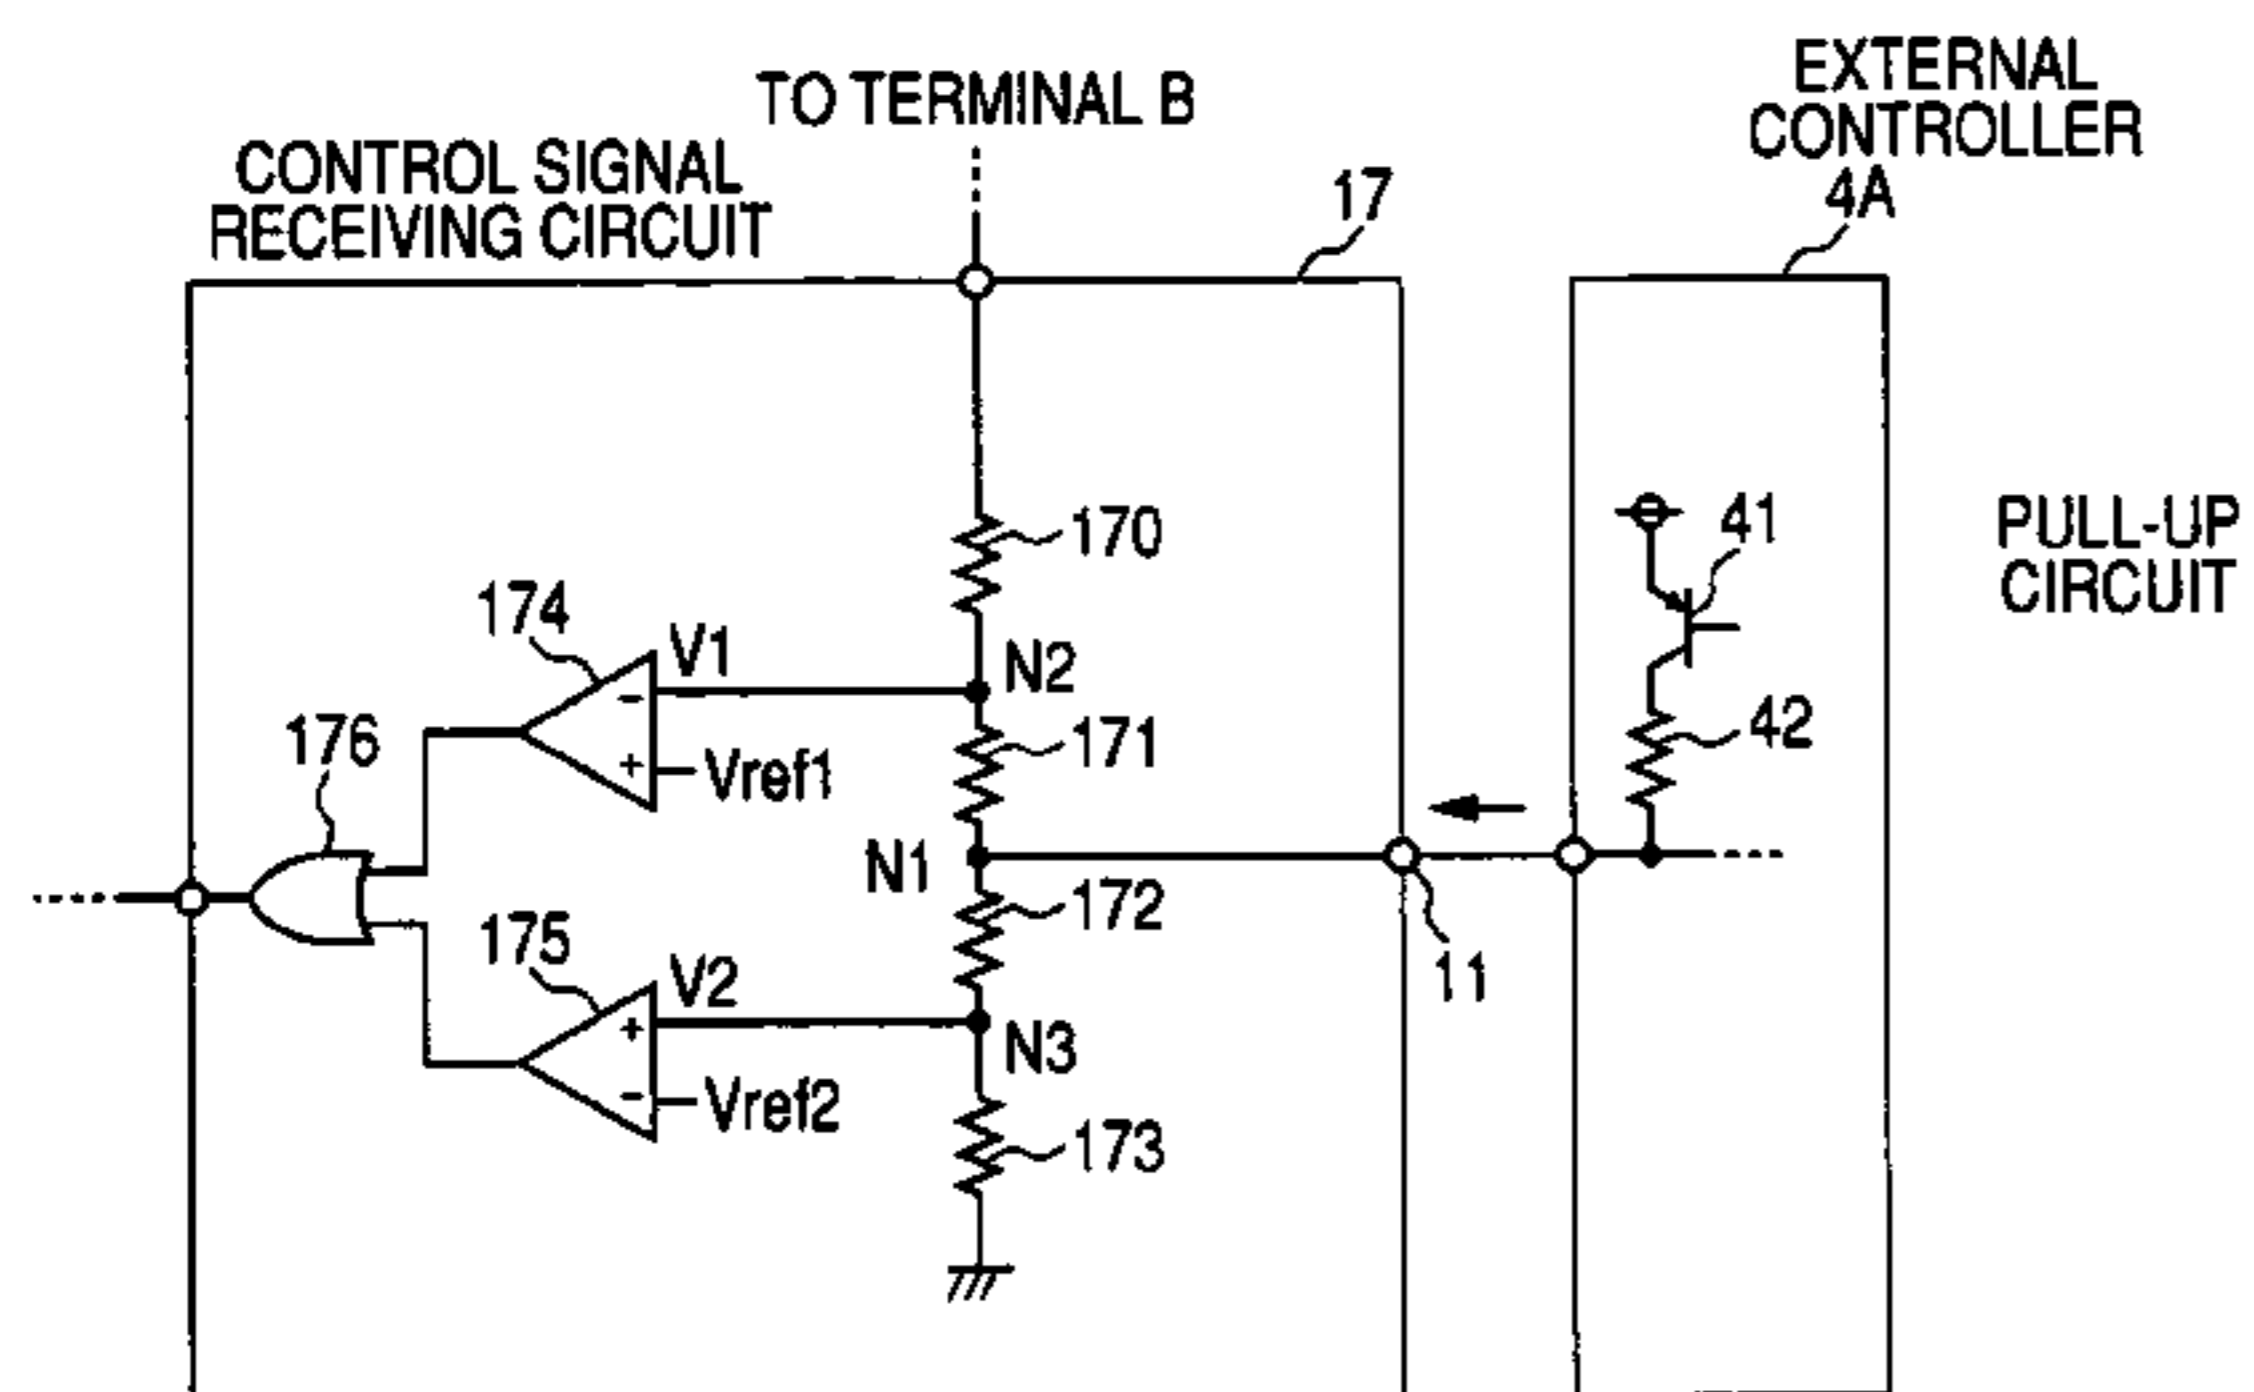 EXTERNAL
CONTROLLER
4A
TO TERMINAL B
CONTROL SIGNAL
RECEIVING CIRCUIT
17
41
PULL-UP
CIRCUIT
170
174
V1
N2
-
+
Vref1
171
42
176
N1
172
11
175
V2
+
N3
-
Vref2
173